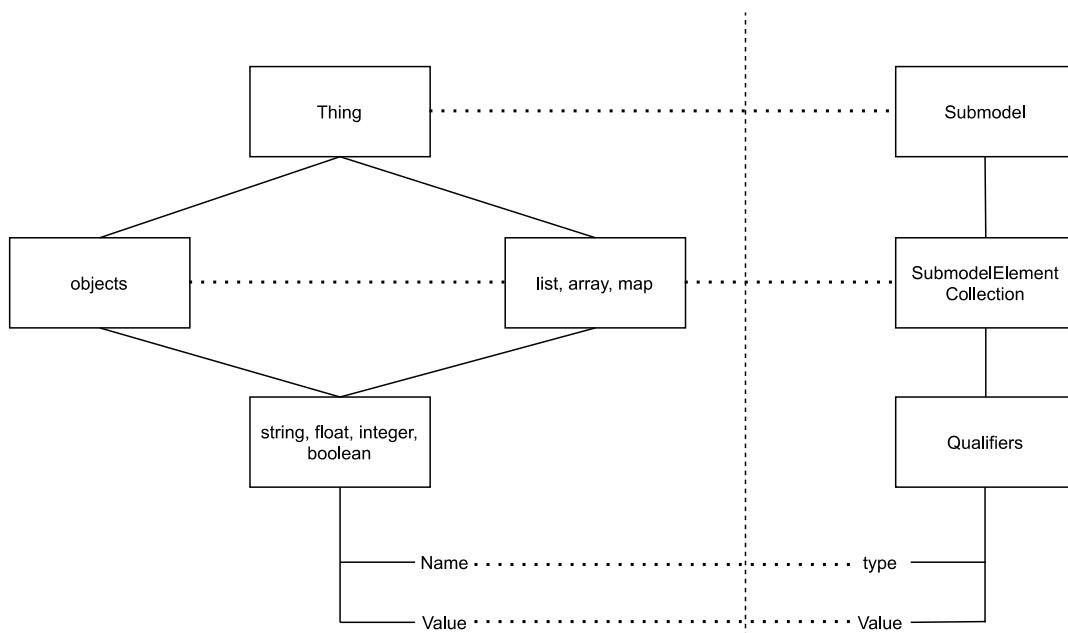 Thing
Submodel
objects
list, array, map
SubmodelElement
Collection
string, float, integer,
boolean
Qualifiers
Name
type
Value
Value